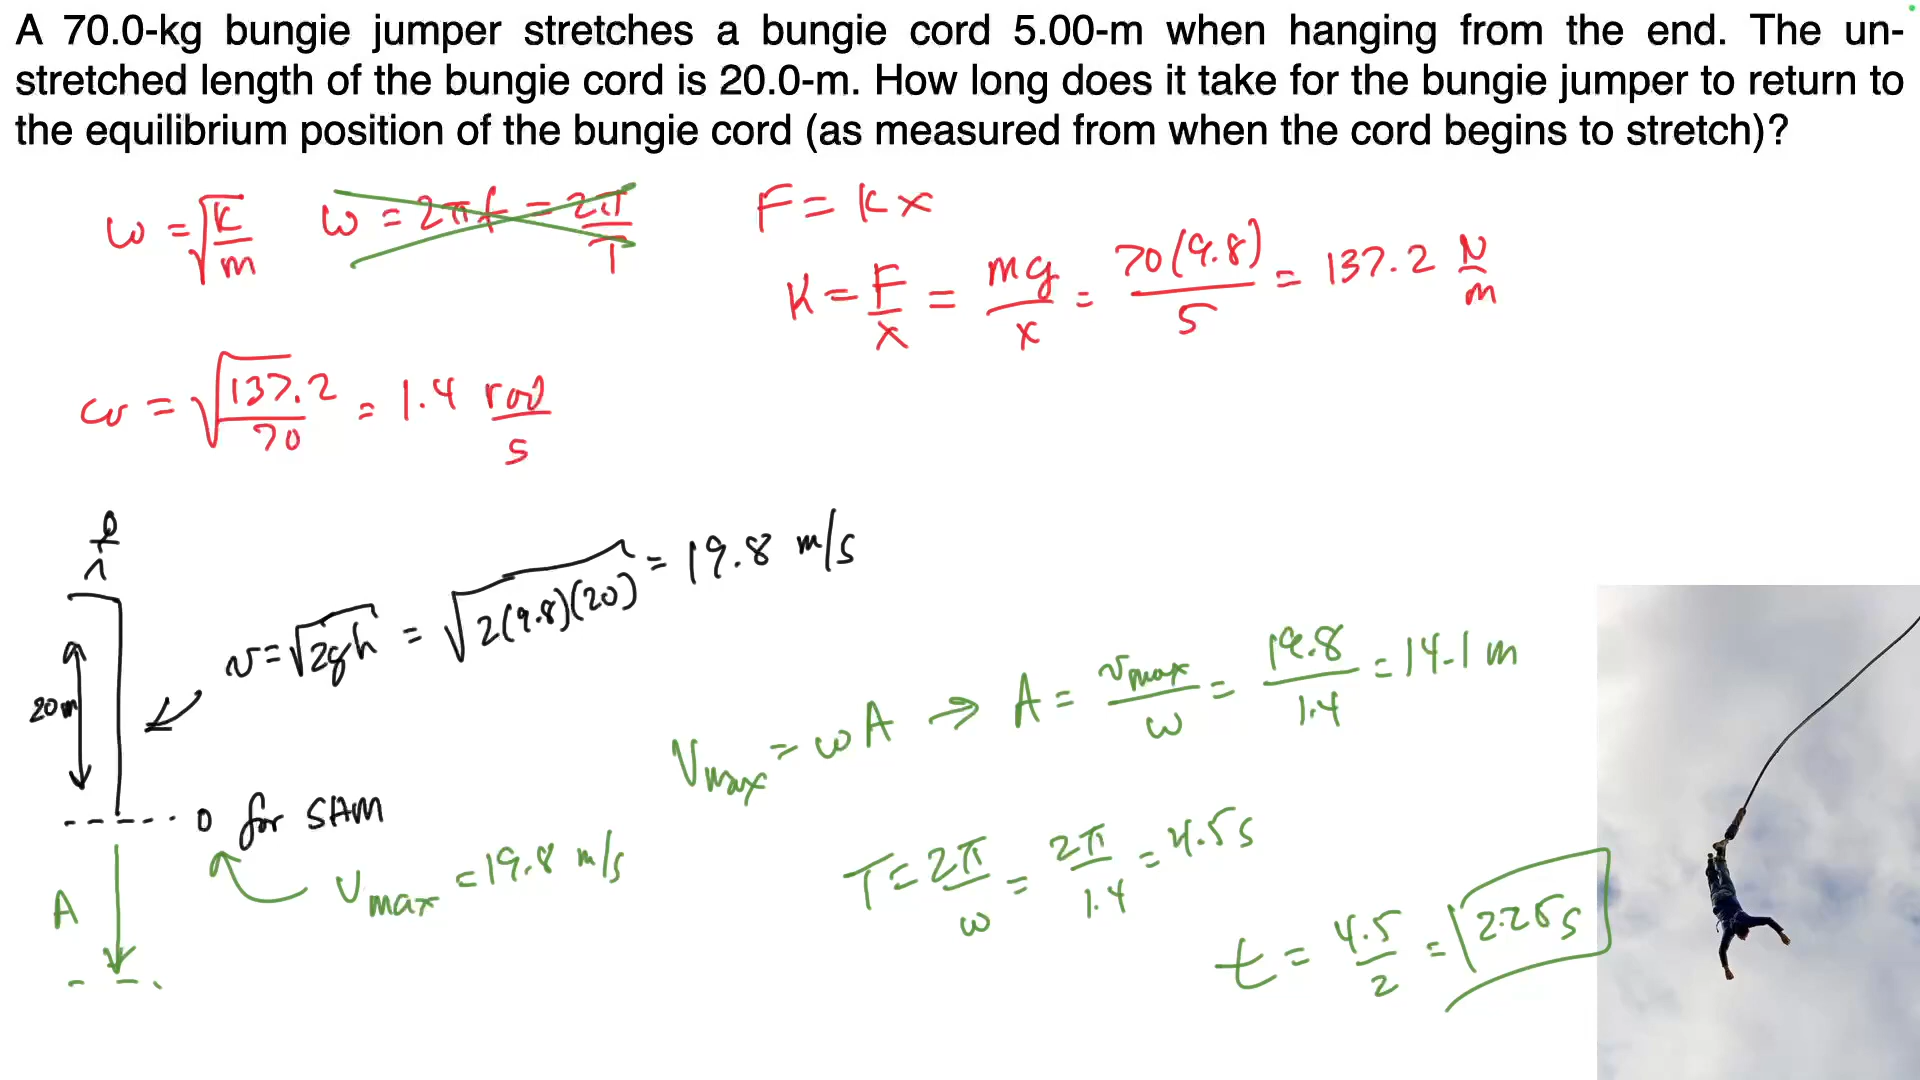 A 70.0-kg bungie jumper stretches a bungie cord 5.00-m when hanging from the end. The un-
stretched length of the bungie cord is 20.0-m. How long does it take for the bungie jumper to return to
the equilibrium position of the bungie cord (as measured from when the cord begins to stretch)?
ω = √(k/m)
ω = 2πf = 2π/T
F = kx
K = F/x = mg/x = 70(9.8)/5 = 137.2 N/m
ω = √(137.2/70) = 1.4 rad/s
v = √2gh = √2(9.8)(20) = 19.8 m/s
20m
0 for SHM
Vmax = 19.8 m/s
A
Vmax = ωA → A = vmax/ω = 19.8/1.4 = 14.1 m
T = 2π/ω = 2π/1.4 = 4.5s
t = 4.5/2 = 2.25s